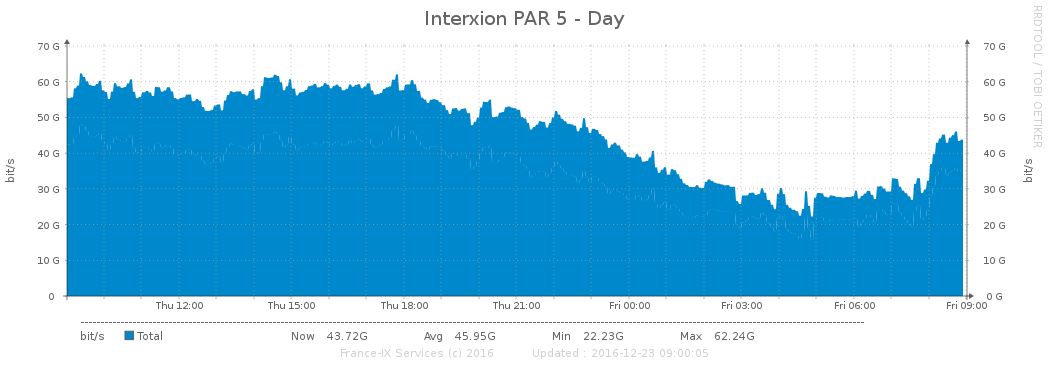 Interxion PAR 5 - Day
RRDTOOL / TOBI OETIKER
bit/s
70 G 70 G
60 G 60 G
50 G 50 G
40 G 40 G
30 G 30 G
20 G 20 G
10 G 10 G
0 0 G
bit/s
Thu 12:00 Thu 15:00 Thu 18:00 Thu 21:00 Fri 00:00 Fri 03:00 Fri 06:00 Fri 09:00
bit/s Total Now 43.72G Avg 45.95G Min 22.23G Max 62.24G
France-IX Services (c) 2016 Updated : 2016-12-23 09:00:05